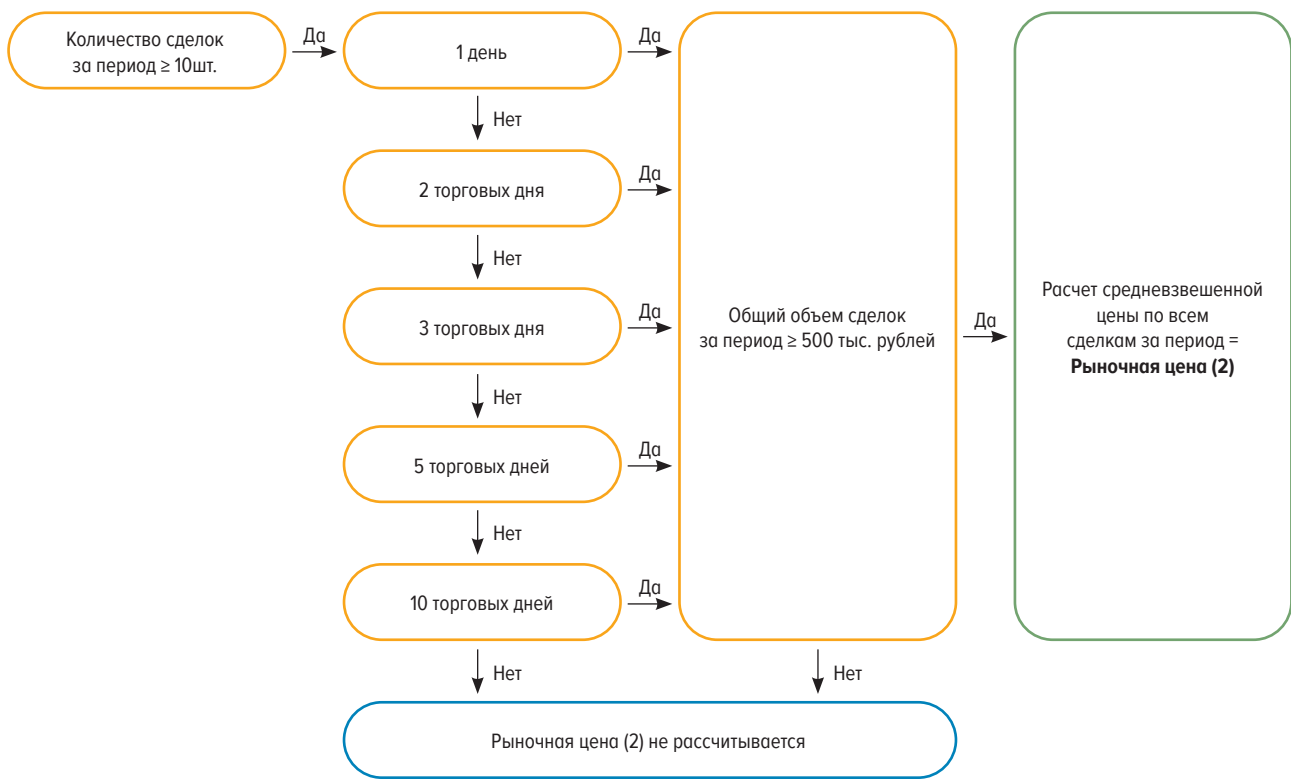 Количество сделок
за период ≥ 10шт.
Да
1 день
Да
Нет
2 торговых дня
Да
Нет
3 торговых дня
Да
Нет
5 торговых дней
Да
Нет
10 торговых дней
Да
Нет
Общий объем сделок
за период ≥ 500 тыс. рублей
Да
Нет
Расчет средневзвешенной
цены по всем
сделкам за период =
Рыночная цена (2)
Рыночная цена (2) не рассчитывается